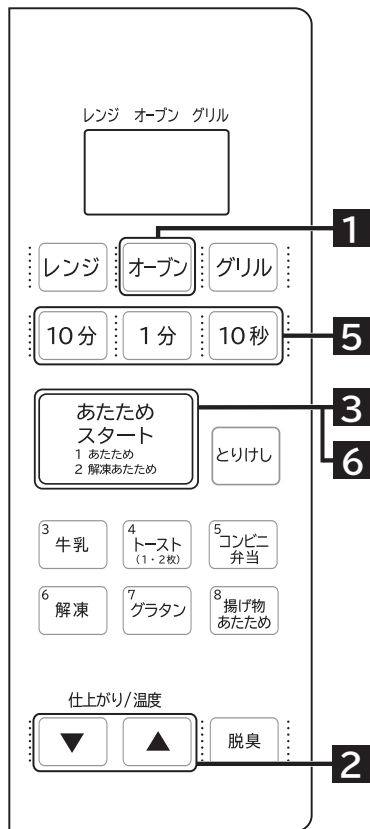 レンジ オーブン グリル
1
レンジ オーブン グリル
10分 1分 10秒
5
あたため
スタート
1 あたため
2 解凍あたため
とりけし
3
6
3 牛乳
4 トースト
(1・2枚)
5 コンビニ
弁当
6 解凍
7 グラタン
8 揚げ物
あたため
仕上がり/温度
▼ ▲ 脱臭
2